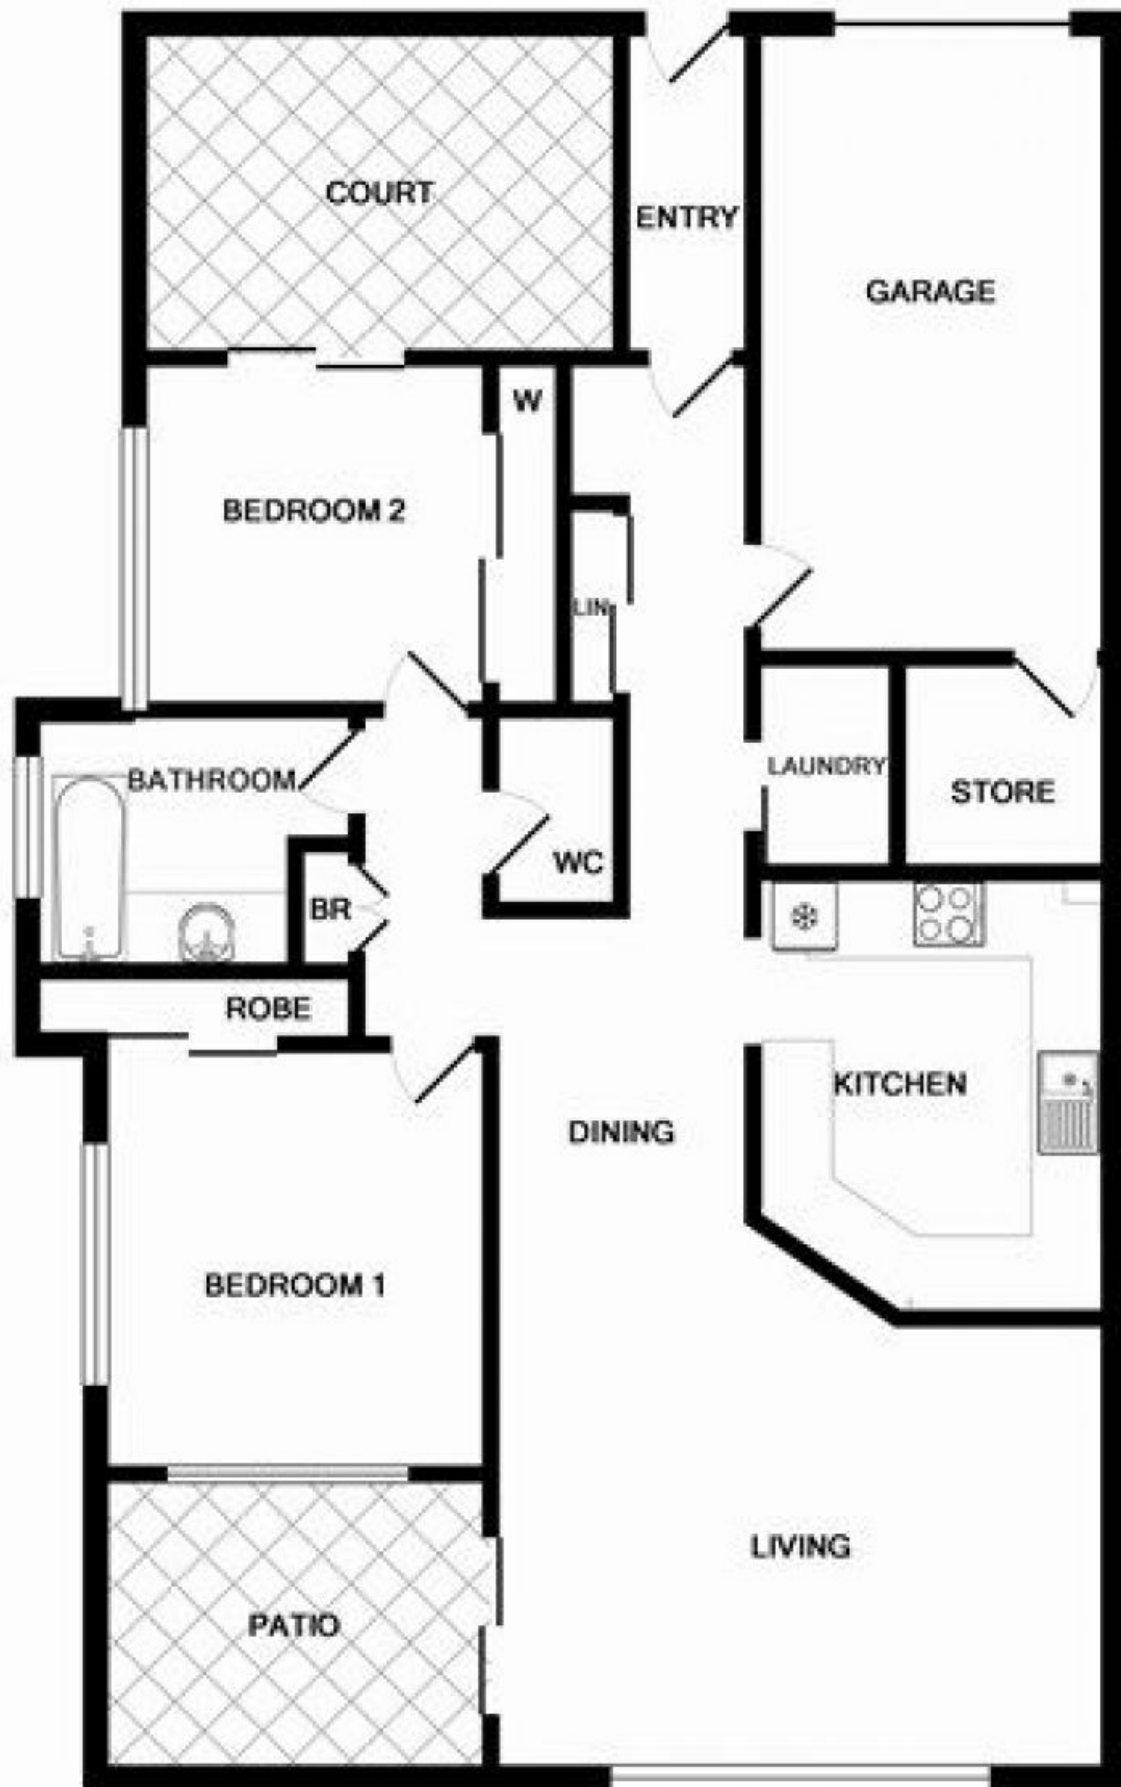 COURT
ENTRY
GARAGE
W
BEDROOM 2
LIN
BATHROOM
LAUNDRY
STORE
WC
BR
ROBE
KITCHEN
DINING
BEDROOM 1
LIVING
PATIO